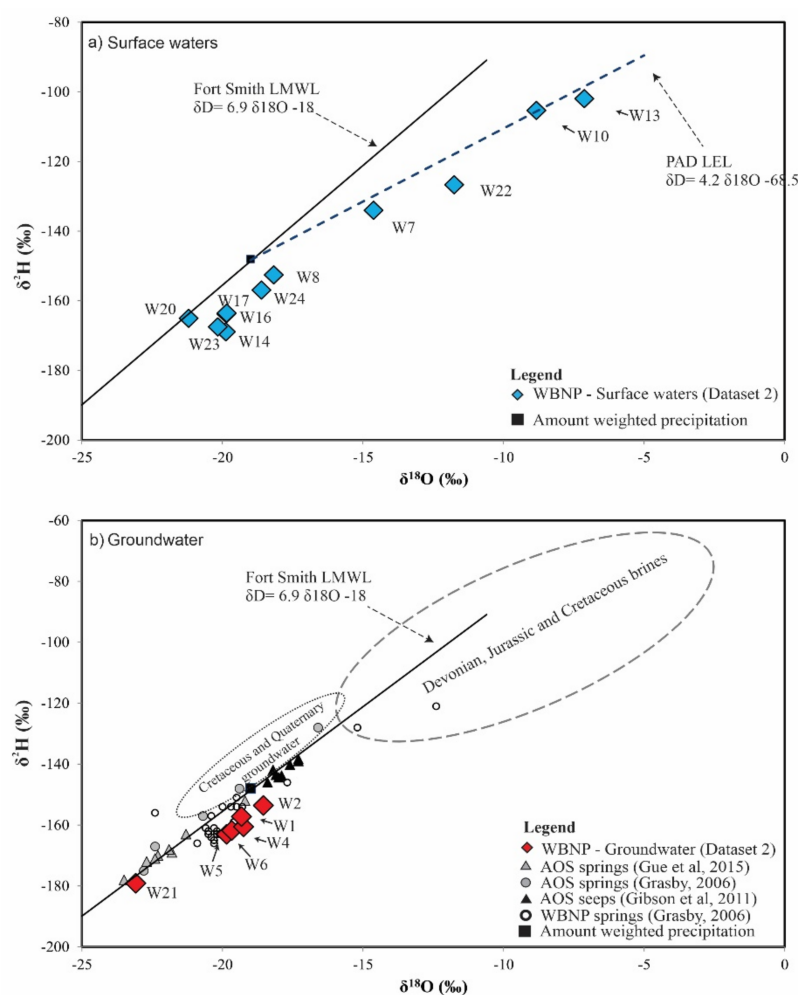 a) Surface waters
-80
-100
-120
-140
-160
-180
-200
δ²H (‰)
Fort Smith LMWL
δD= 6.9 δ18O -18
W13
W10
PAD LEL
δD= 4.2 δ18O -68.5
W22
W7
W8
W24
W20
W17
W16
W23
W14
Legend
WBNP - Surface waters (Dataset 2)
Amount weighted precipitation
-25
-20
-15
-10
-5
0
δ¹⁸O (‰)
b) Groundwater
-60
-80
-100
-120
-140
-160
-180
-200
δ²H (‰)
Fort Smith LMWL
δD= 6.9 δ18O -18
Devonian, Jurassic and Cretaceous brines
Cretaceous and Quaternary
groundwater
W2
W1
W4
W5
W6
W21
Legend
WBNP - Groundwater (Dataset 2)
AOS springs (Gue et al, 2015)
AOS springs (Grasby, 2006)
AOS seeps (Gibson et al, 2011)
WBNP springs (Grasby, 2006)
Amount weighted precipitation
-25
-20
-15
-10
-5
0
δ¹⁸O (‰)